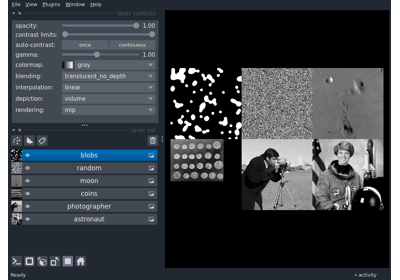 File View Plugins Window Help
layer controls
opacity: 1.00
contrast limits:
auto-contrast: once continuous
gamma: 1.00
colormap: gray
blending: translucent_no_depth
interpolation: linear
depiction: volume
rendering: mip
layer list
blobs
random
moon
coins
photographer
astronaut
Ready activity